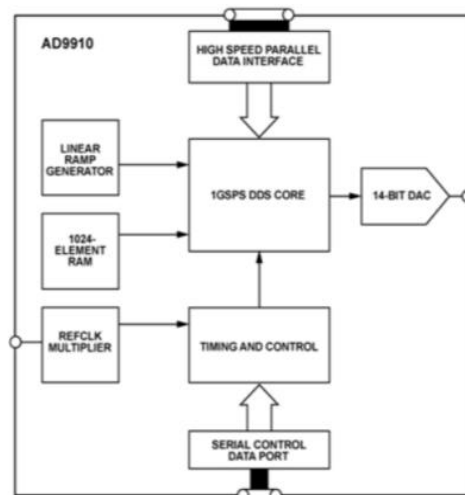 AD9910
HIGH SPEED PARALLEL
DATA INTERFACE
LINEAR
RAMP
GENERATOR
1GSPS DDS CORE
14-BIT DAC
1024-
ELEMENT
RAM
REFCLK
MULTIPLIER
TIMING AND CONTROL
SERIAL CONTROL
DATA PORT